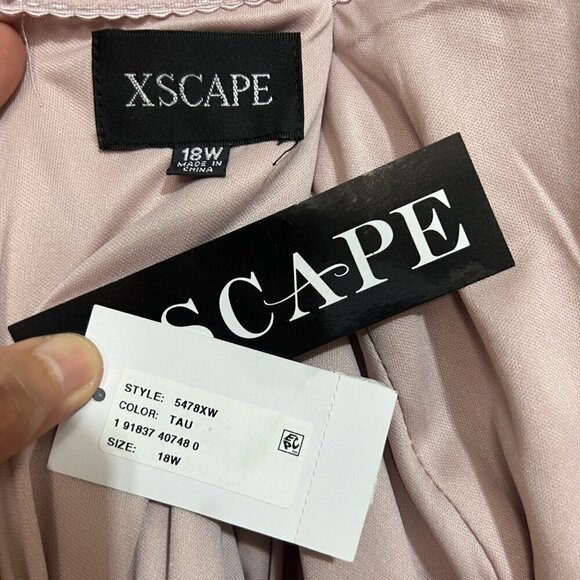 XSCAPE
18W
MADE IN
CHINA
SCAPE
STYLE: 5478XW
COLOR: TAU
1 91837 40748 0
SIZE: 18W